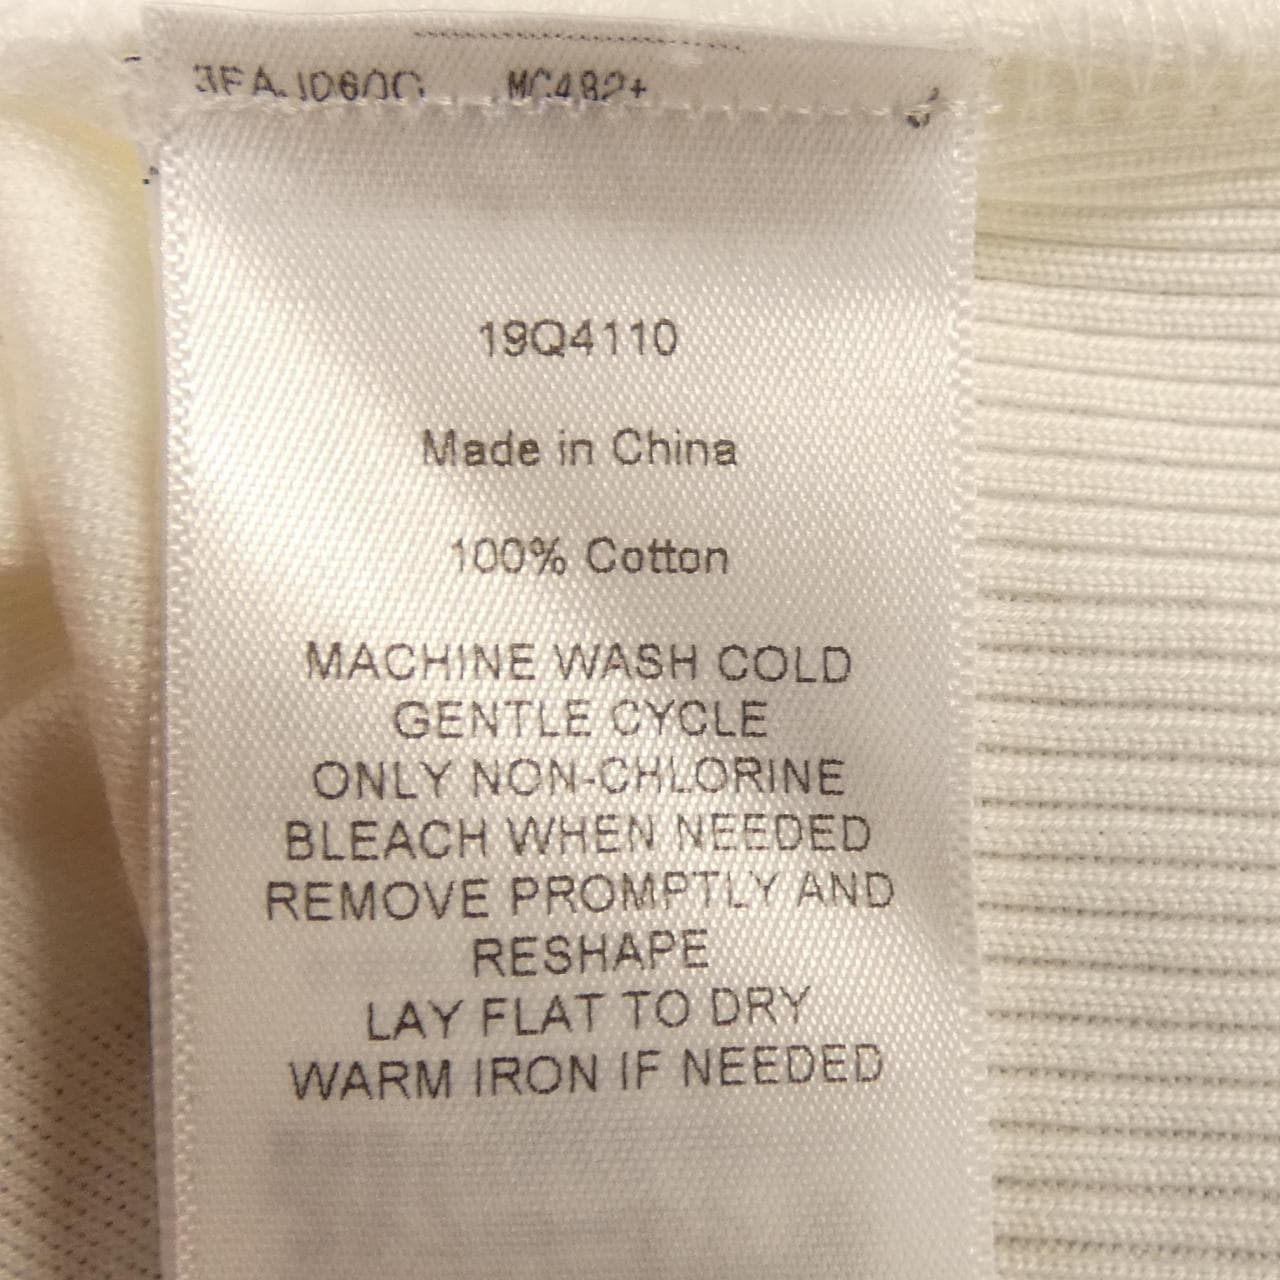 MC482+
19Q4110
Made in China
100% Cotton
MACHINE WASH COLD
GENTLE CYCLE
ONLY NON-CHLORINE
BLEACH WHEN NEEDED
REMOVE PROMPTLY AND
RESHAPE
LAY FLAT TO DRY
WARM IRON IF NEEDED